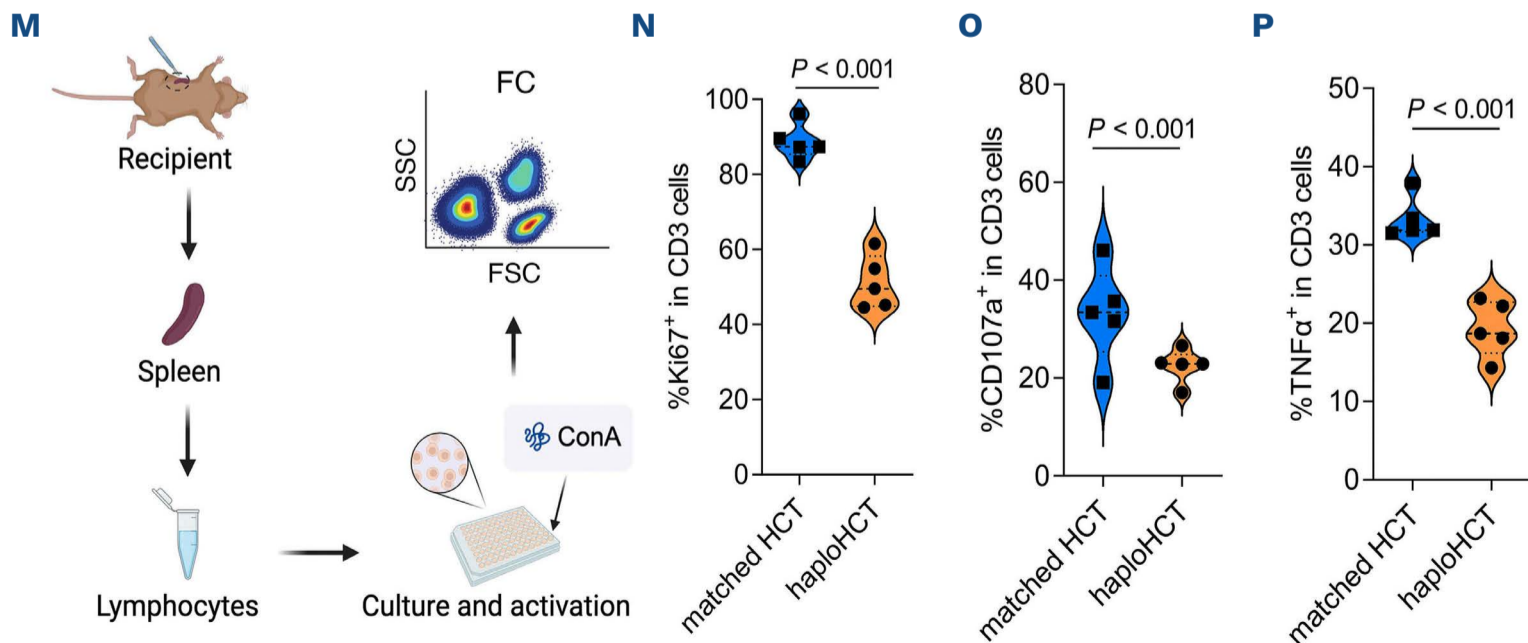 M
Recipient
Spleen
Lymphocytes
FC
SSC
FSC
ConA
Culture and activation
N
P < 0.001
%Ki67⁺ in CD3 cells
100
80
60
40
20
0
matched HCT
haploHCT
O
P < 0.001
%CD107a⁺ in CD3 cells
80
60
40
20
0
matched HCT
haploHCT
P
P < 0.001
%TNFα⁺ in CD3 cells
50
40
30
20
10
0
matched HCT
haploHCT